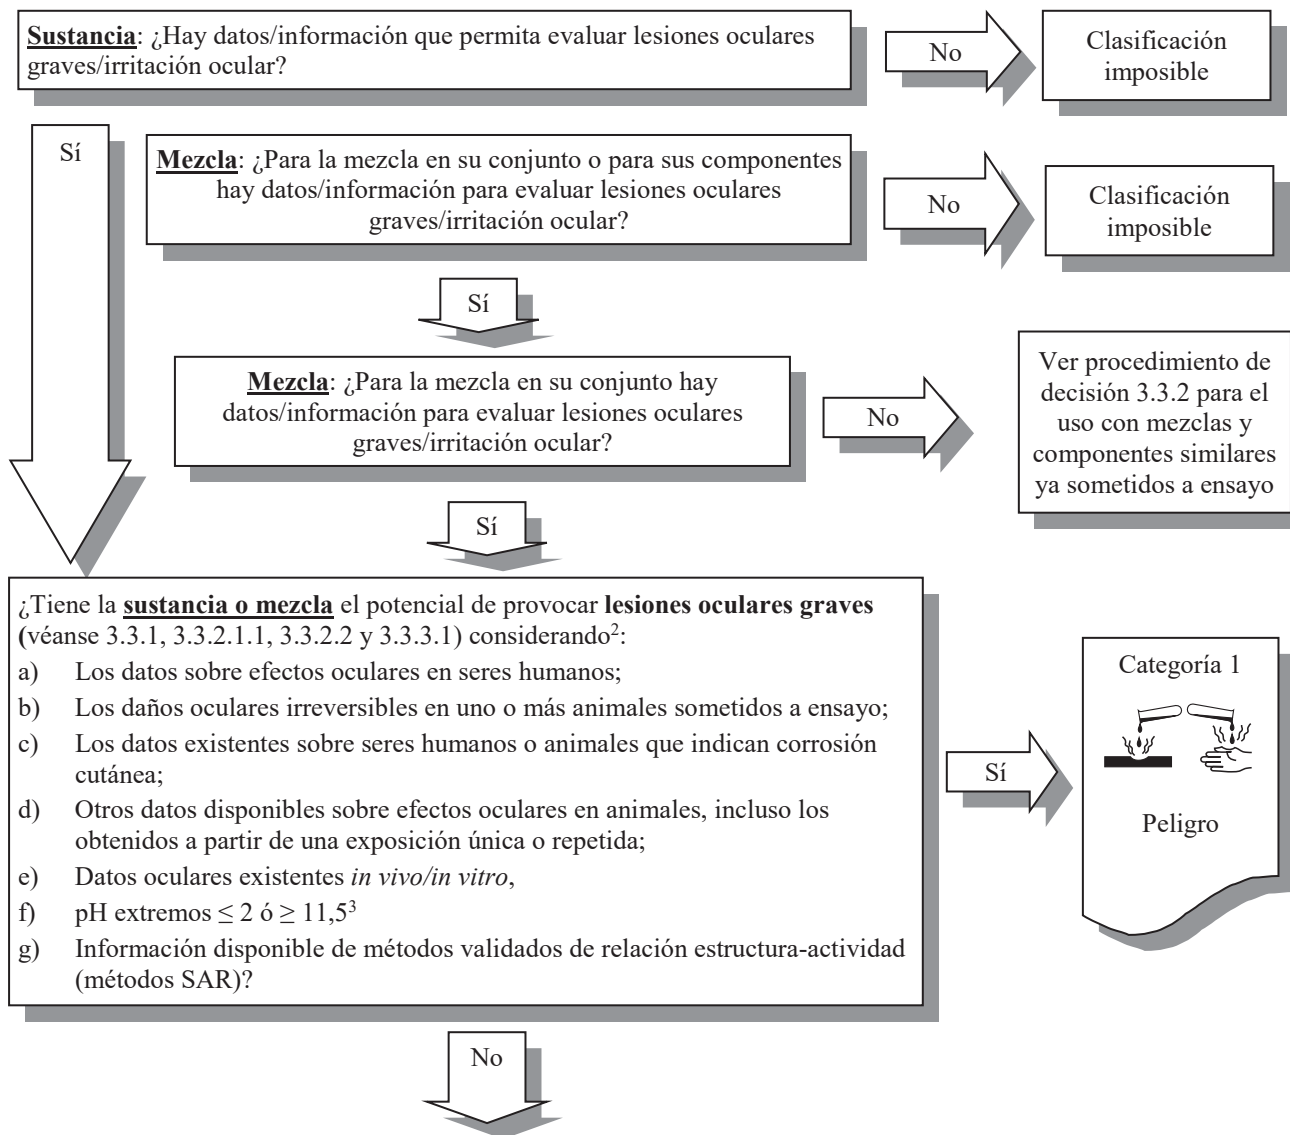 Sustancia: ¿Hay datos/información que permita evaluar lesiones oculares
graves/irritación ocular?
No
Clasificación
imposible
Sí
Mezcla: ¿Para la mezcla en su conjunto o para sus componentes
hay datos/información para evaluar lesiones oculares
graves/irritación ocular?
No
Clasificación
imposible
Sí
Mezcla: ¿Para la mezcla en su conjunto hay
datos/información para evaluar lesiones oculares
graves/irritación ocular?
No
Ver procedimiento de
decisión 3.3.2 para el
uso con mezclas y
componentes similares
ya sometidos a ensayo
Sí
¿Tiene la sustancia o mezcla el potencial de provocar lesiones oculares graves
(véanse 3.3.1, 3.3.2.1.1, 3.3.2.2 y 3.3.3.1) considerando²:
a) Los datos sobre efectos oculares en seres humanos;
b) Los daños oculares irreversibles en uno o más animales sometidos a ensayo;
c) Los datos existentes sobre seres humanos o animales que indican corrosión
cutánea;
d) Otros datos disponibles sobre efectos oculares en animales, incluso los
obtenidos a partir de una exposición única o repetida;
e) Datos oculares existentes in vivo/in vitro,
f) pH extremos ≤ 2 ó ≥ 11,5³
g) Información disponible de métodos validados de relación estructura-actividad
(métodos SAR)?
Sí
Categoría 1
Peligro
No